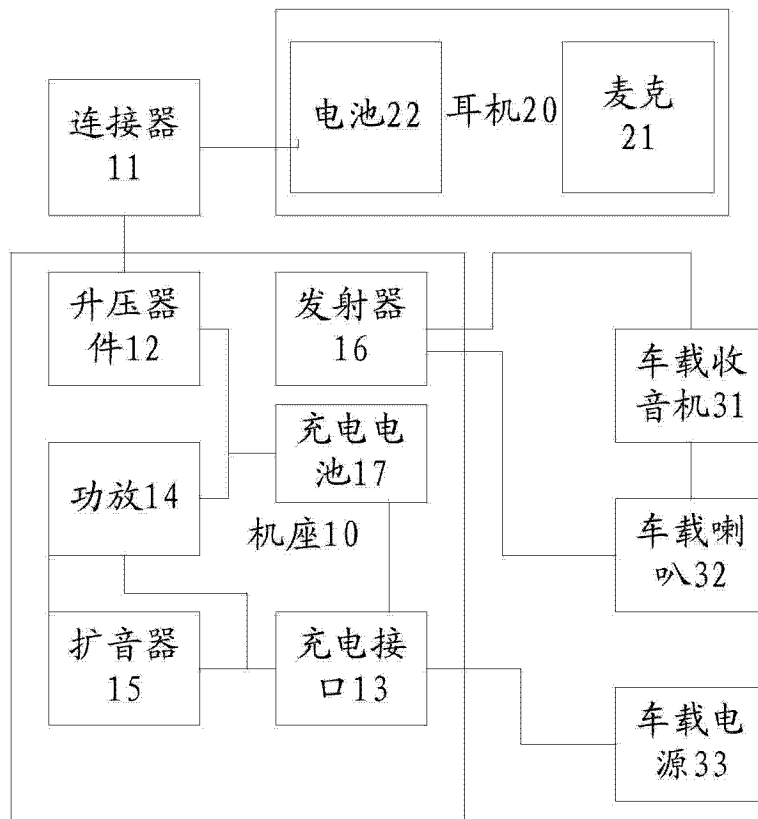 连接器
11
电池22
耳机20
麦克
21
升压器
件12
发射器
16
车载收
音机31
充电电
池17
功放14
机座10
车载喇
叭32
扩音器
15
充电接
口13
车载电
源33